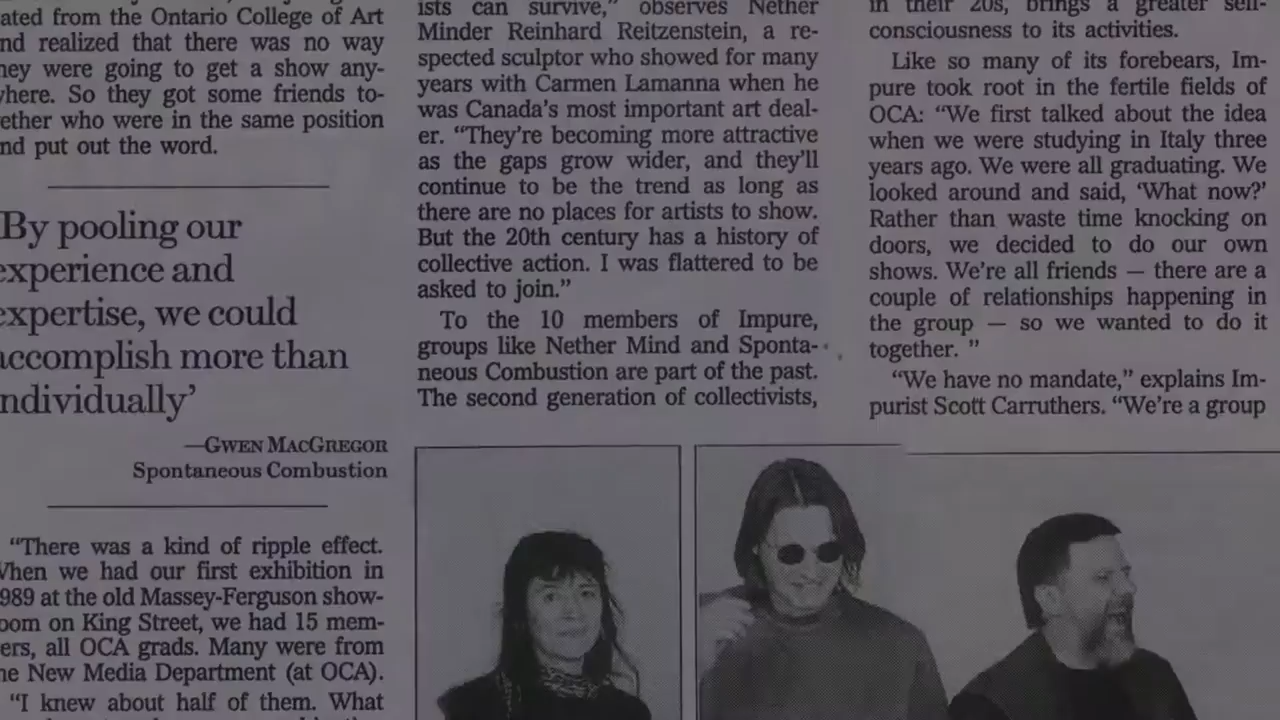 ated from the Ontario College of Art
nd realized that there was no way
hey were going to get a show any-
where. So they got some friends to-
gether who were in the same position
nd put out the word.
By pooling our
experience and
expertise, we could
accomplish more than
individually’
—GWEN MACGREGOR
Spontaneous Combustion
“There was a kind of ripple effect.
When we had our first exhibition in
1989 at the old Massey-Ferguson show-
room on King Street, we had 15 mem-
bers, all OCA grads. Many were from
he New Media Department (at OCA).
“I knew about half of them. What
ists can survive,” observes Nether
Minder Reinhard Reitzenstein, a re-
spected sculptor who showed for many
years with Carmen Lamanna when he
was Canada’s most important art deal-
er. “They’re becoming more attractive
as the gaps grow wider, and they’ll
continue to be the trend as long as
there are no places for artists to show.
But the 20th century has a history of
collective action. I was flattered to be
asked to join.”
To the 10 members of Impure,
groups like Nether Mind and Sponta-
neous Combustion are part of the past.
The second generation of collectivists,
in their 20s, brings a greater self-
consciousness to its activities.
Like so many of its forebears, Im-
pure took root in the fertile fields of
OCA: “We first talked about the idea
when we were studying in Italy three
years ago. We were all graduating. We
looked around and said, ‘What now?’
Rather than waste time knocking on
doors, we decided to do our own
shows. We’re all friends — there are a
couple of relationships happening in
the group — so we wanted to do it
together. ”
“We have no mandate,” explains Im-
purist Scott Carruthers. “We’re a group